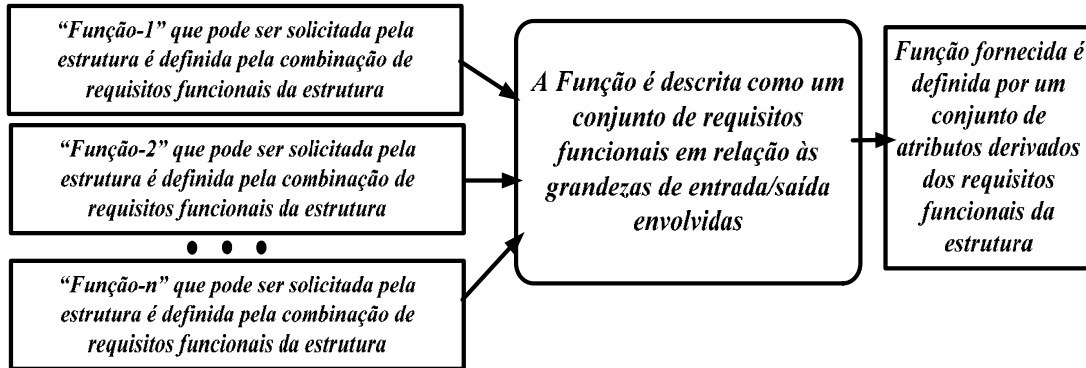 “Função-1” que pode ser solicitada pela
estrutura é definida pela combinação de
requisitos funcionais da estrutura
“Função-2” que pode ser solicitada pela
estrutura é definida pela combinação de
requisitos funcionais da estrutura
“Função-n” que pode ser solicitada pela
estrutura é definida pela combinação de
requisitos funcionais da estrutura
A Função é descrita como um
conjunto de requisitos
funcionais em relação às
grandezas de entrada/saída
envolvidas
Função fornecida é
definida por um
conjunto de
atributos derivados
dos requisitos
funcionais da
estrutura